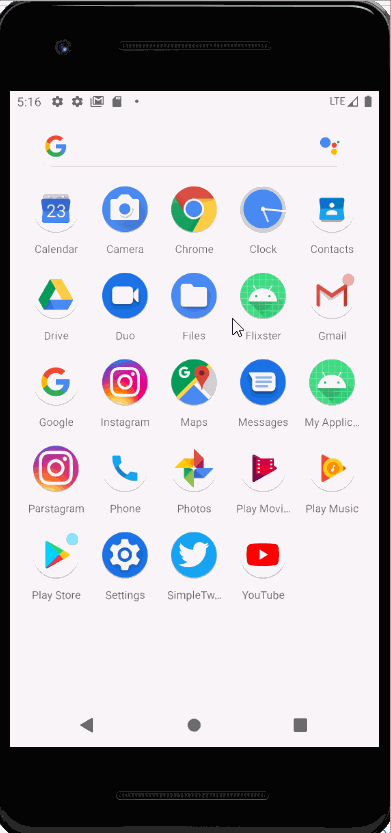 5:16 LTE
G
23
Calendar Camera Chrome Clock Contacts
Drive Duo Files Flixster Gmail
G
Google Instagram Maps Messages My Applic...
Parstagram Phone Photos Play Movi... Play Music
Play Store Settings SimpleTw... YouTube